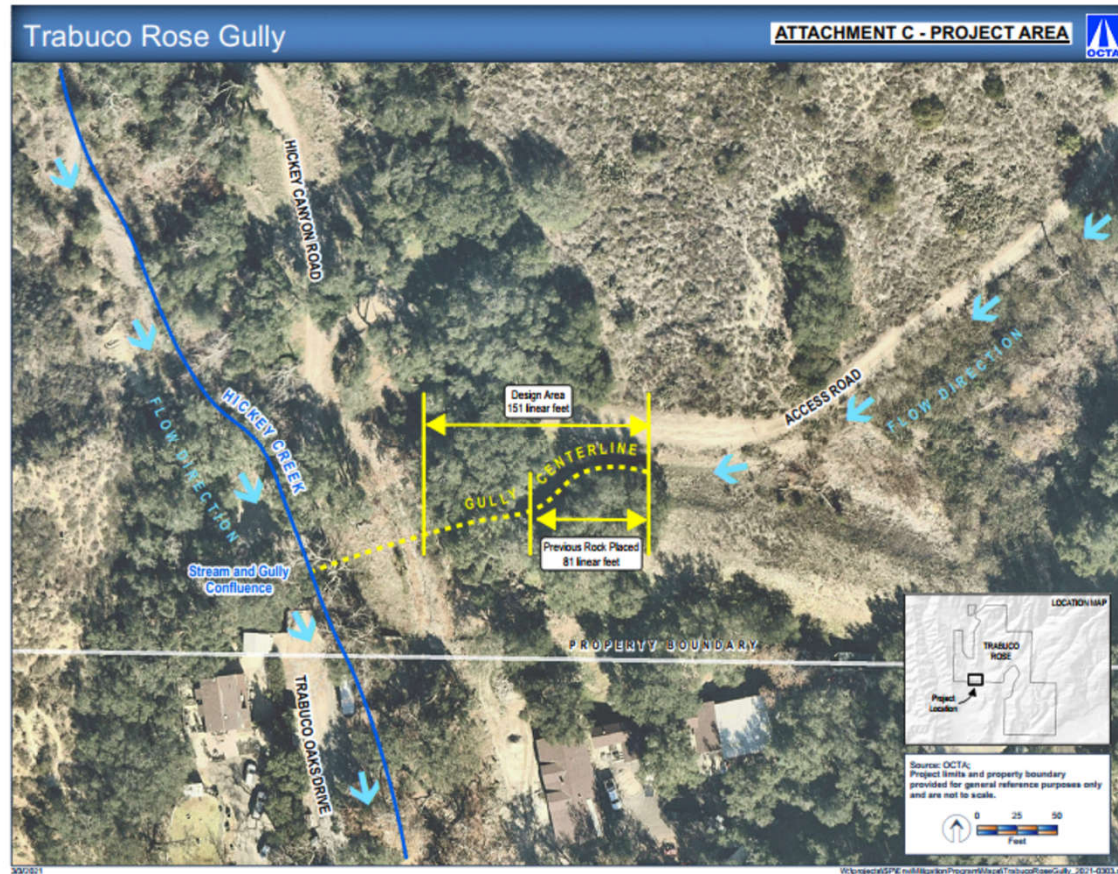 Trabuco Rose Gully
ATTACHMENT C - PROJECT AREA
OCTA
HICKEY CANYON ROAD
Design Area
151 linear feet
ACCESS ROAD
FLOW DIRECTION
HICKEY CREEK
FLOW DIRECTION
GULLY CENTERLINE
Previous Rock Placed
81 linear feet
Stream and Gully
Confluence
PROPERTY BOUNDARY
TRABUCO OAKS DRIVE
LOCATION MAP
TRABUCO
ROSE
Project
Location
Source: OCTA;
Project limits and property boundary
provided for general reference purposes only
and are not to scale.
0 25 50
Feet
3/3/2021